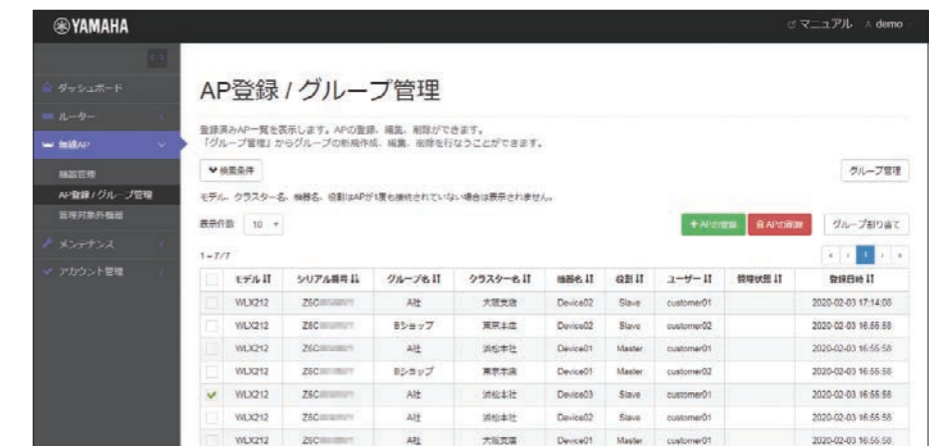 YAMAHA
マニュアル demo
ダッシュボード
ルーター
無線AP
機器管理
AP登録 / グループ管理
管理対象外機器
メンテナンス
アカウント管理
AP登録 / グループ管理
登録済みAP一覧を表示します。APの登録、編集、削除ができます。
「グループ管理」からグループの新規作成、編集、削除を行なうことができます。
検索条件
グループ管理
モデル、クラスター名、機器名、役割はAPが1度も接続されていない場合は表示されません。
表示件数 10
+ APの登録 APの削除 グループ割り当て
1 - 7/7
« ‹ 1 › »
モデル シリアル番号 グループ名 クラスター名 機器名 役割 ユーザー 管理状態 登録日時
WLX212 Z6C A社 大阪支店 Device02 Slave customer01 2020-02-03 17:14:08
WLX212 Z6C Bショップ 東京本店 Device02 Slave customer02 2020-02-03 16:55:58
WLX212 Z6C A社 浜松本社 Device01 Master customer01 2020-02-03 16:55:58
WLX212 Z6C Bショップ 東京本店 Device01 Master customer02 2020-02-03 16:55:58
WLX212 Z6C A社 浜松本社 Device03 Slave customer01 2020-02-03 16:55:58
WLX212 Z6C A社 浜松本社 Device02 Slave customer01 2020-02-03 16:55:58
WLX212 Z6C A社 大阪支店 Device01 Master customer01 2020-02-03 16:55:58